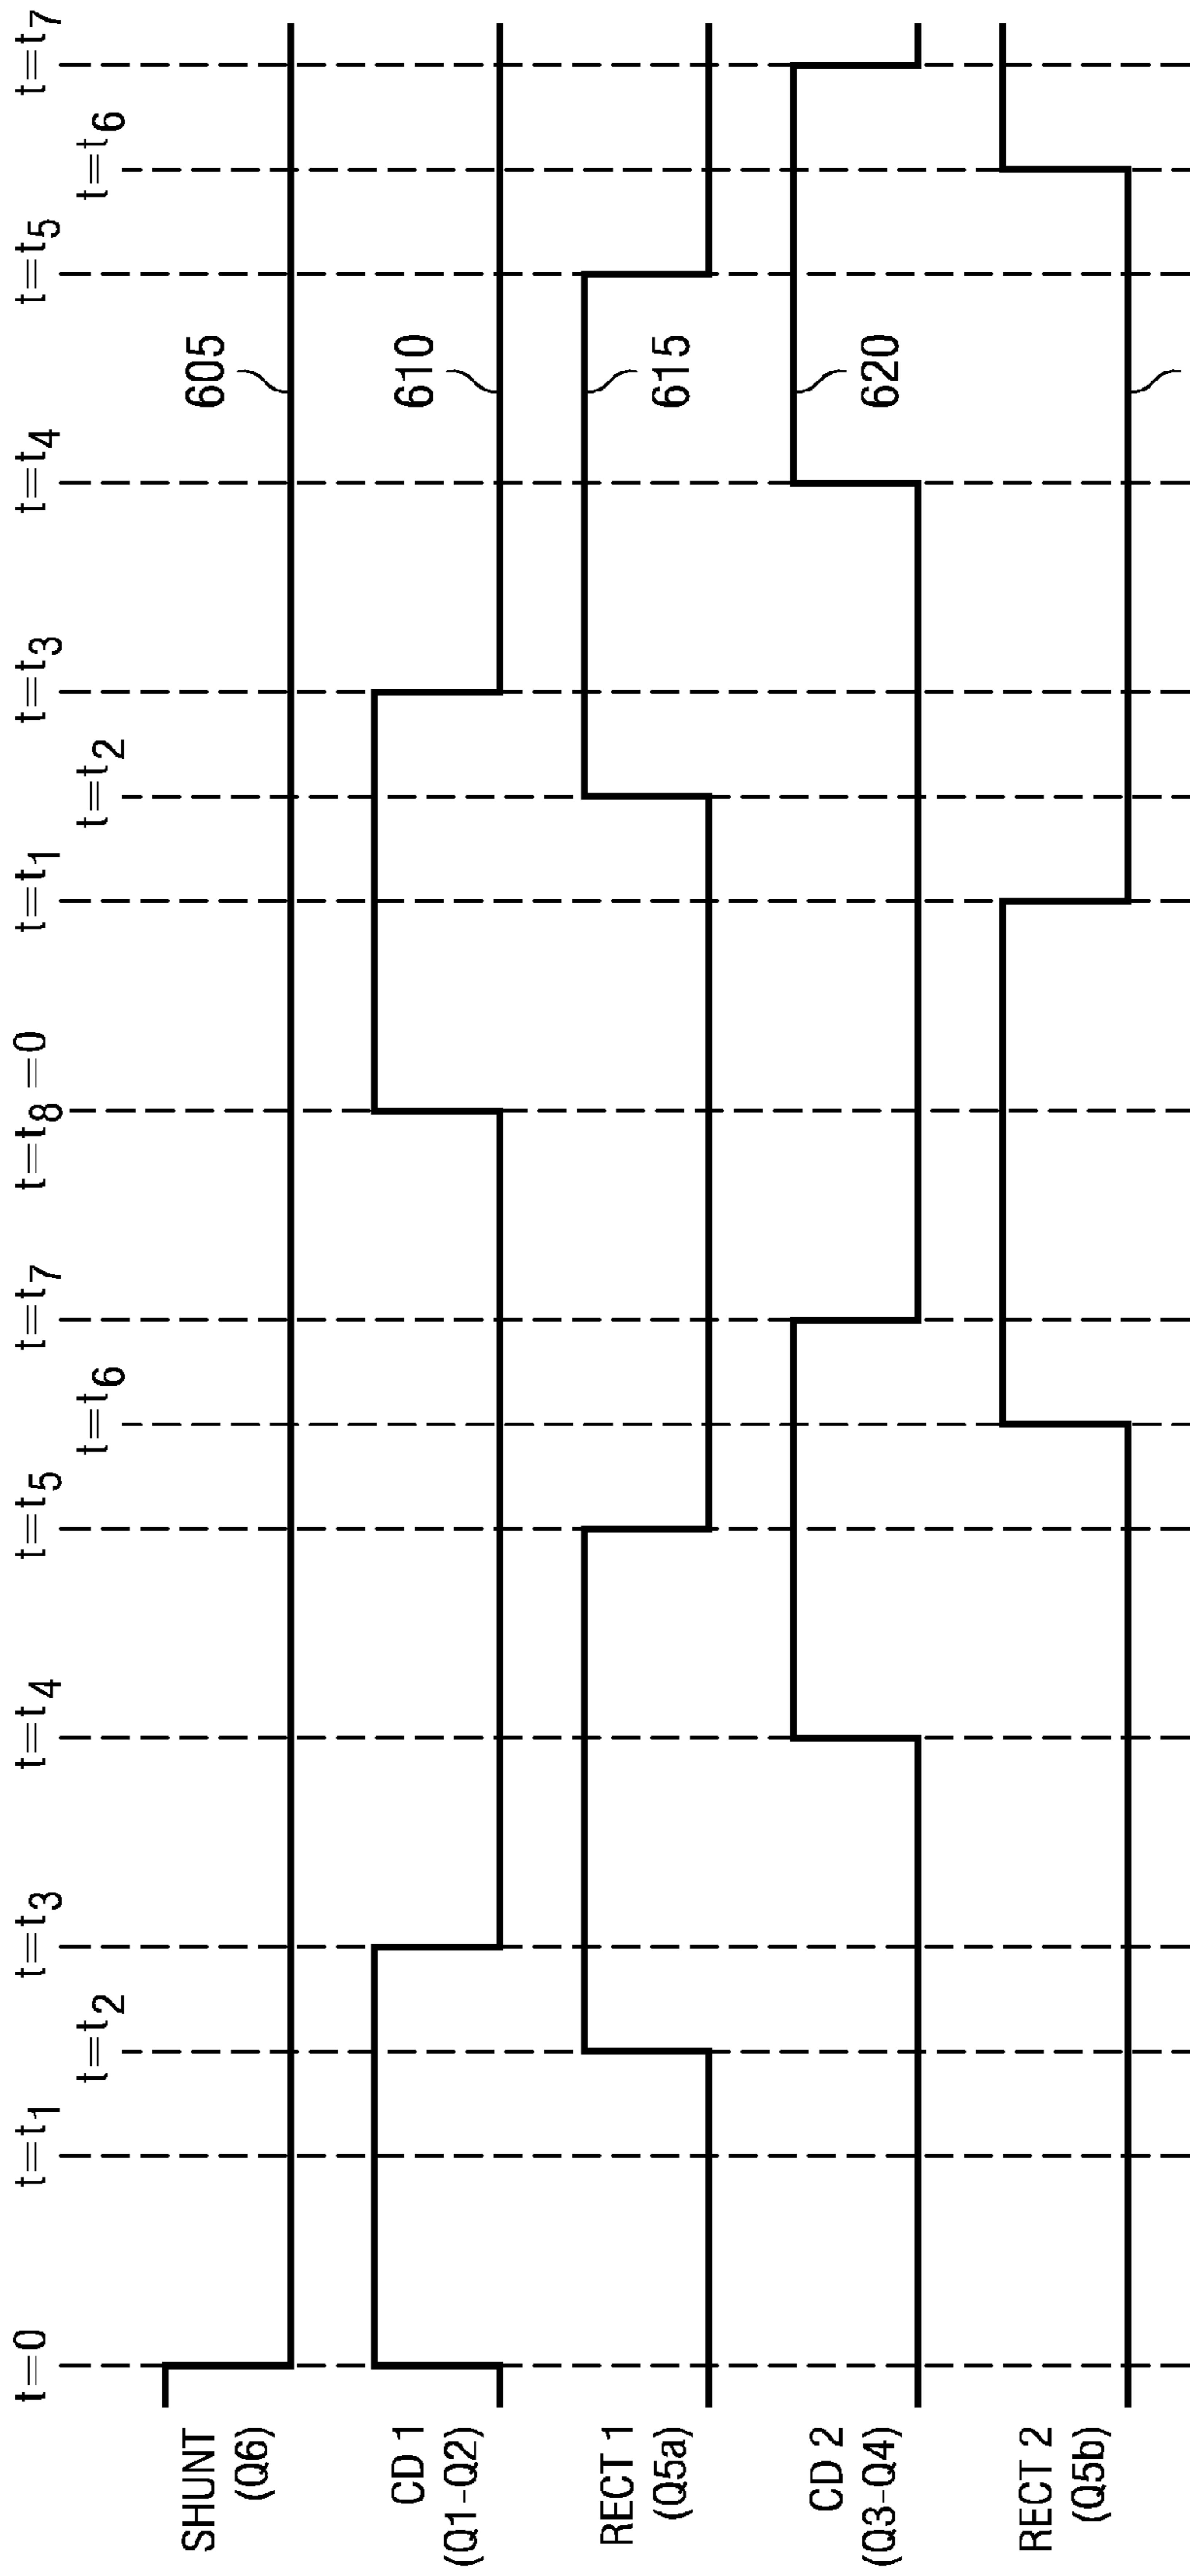 t=0
t=t1
t=t2
t=t3
t=t4
t=t5
t=t6
t=t7
t=t8 =0
t=t1
t=t2
t=t3
t=t4
t=t5
t=t6
t=t7
SHUNT
(Q6)
605
CD 1
(Q1-Q2)
610
RECT 1
(Q5a)
615
CD 2
(Q3-Q4)
620
RECT 2
(Q5b)